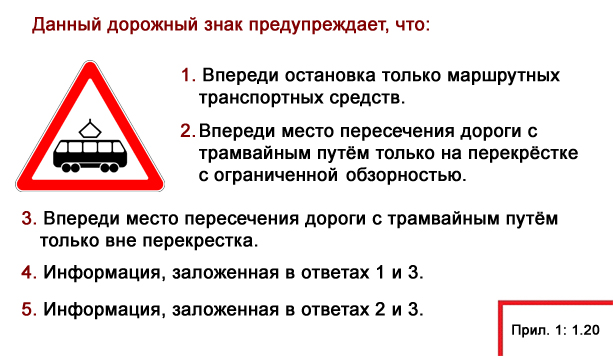 Данный дорожный знак предупреждает, что:
1. Впереди остановка только маршрутных
транспортных средств.
2. Впереди место пересечения дороги с
трамвайным путём только на перекрёстке
с ограниченной обзорностью.
3. Впереди место пересечения дороги с трамвайным путём
только вне перекрестка.
4. Информация, заложенная в ответах 1 и 3.
5. Информация, заложенная в ответах 2 и 3.
Прил. 1: 1.20